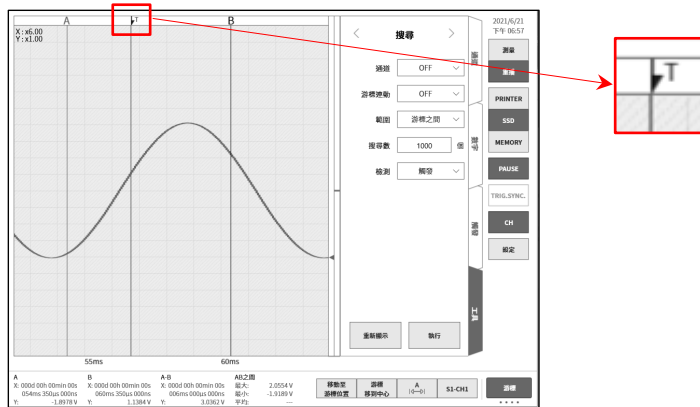 A
T
B
X:x6.00
Y:x1.00
55ms
60ms
搜尋
通道 OFF
游標連動 OFF
範圍 游標之間
搜尋數 1000 個
檢測 觸發
重新顯示 執行
數字
觸發
工具
2021/6/21
下午 06:57
測量
PRINTER
SSD
MEMORY
PAUSE
TRIG.SYNC.
CH
設定
A B A-B AB之間
X: 000d 00h 00min 00s X: 000d 00h 00min 00s X: 000d 00h 00min 00s 最大: 2.0554 V
054ms 350µs 000ns 060ms 350µs 000ns 006ms 000µs 000ns 最小: -1.9189 V
Y: -1.8978 V Y: 1.1384 V Y: 3.0362 V 平均: ---
移動至
游標位置
游標
移到中心
A
S1-CH1
游標
T